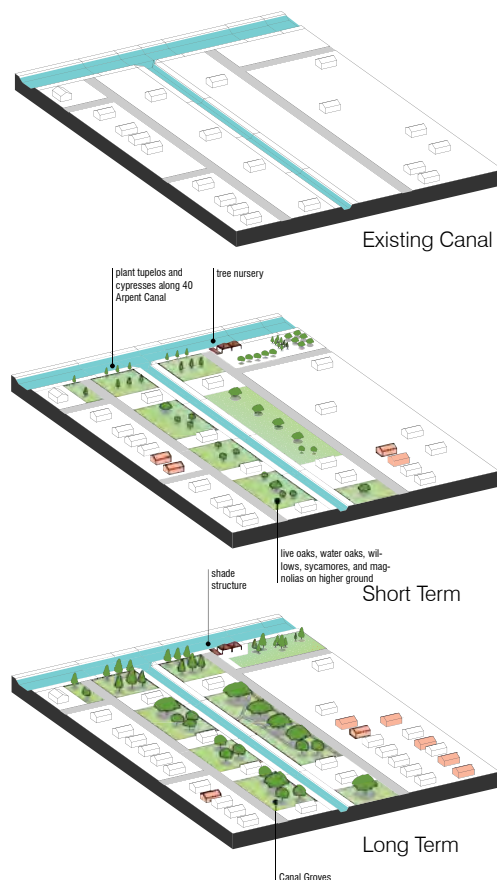 Existing Canal
plant tupelos and
cypresses along 40
Arpent Canal
tree nursery
live oaks, water oaks, wil-
lows, sycamores, and mag-
nolias on higher ground
Short Term
shade
structure
Long Term
Canal Groves